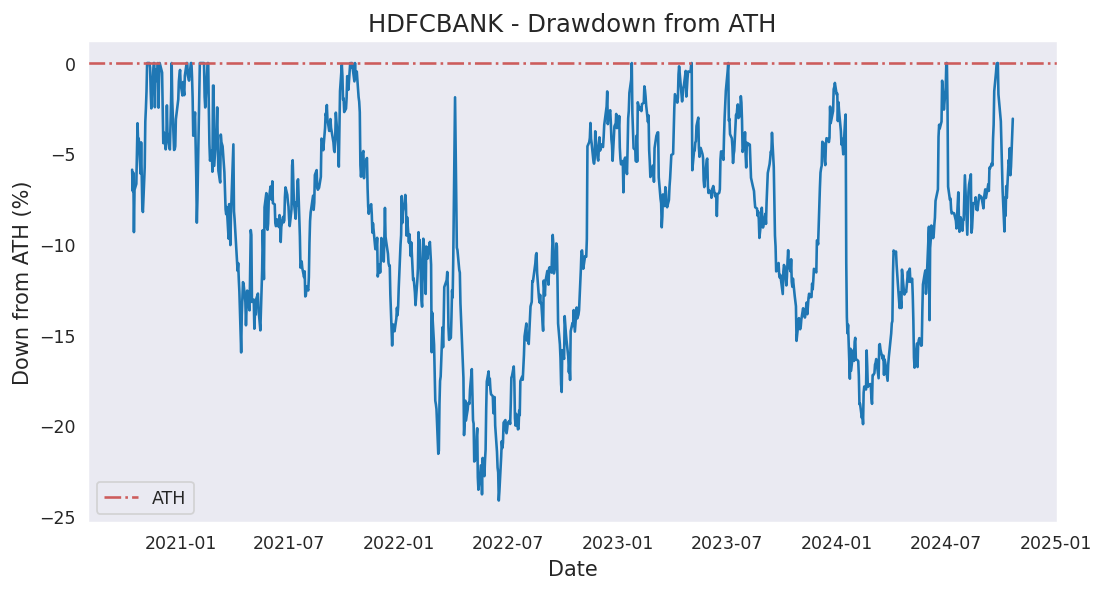 HDFCBANK - Drawdown from ATH
Down from ATH (%)
0
−5
−10
−15
−20
−25
ATH
2021-01 2021-07 2022-01 2022-07 2023-01 2023-07 2024-01 2024-07 2025-01
Date